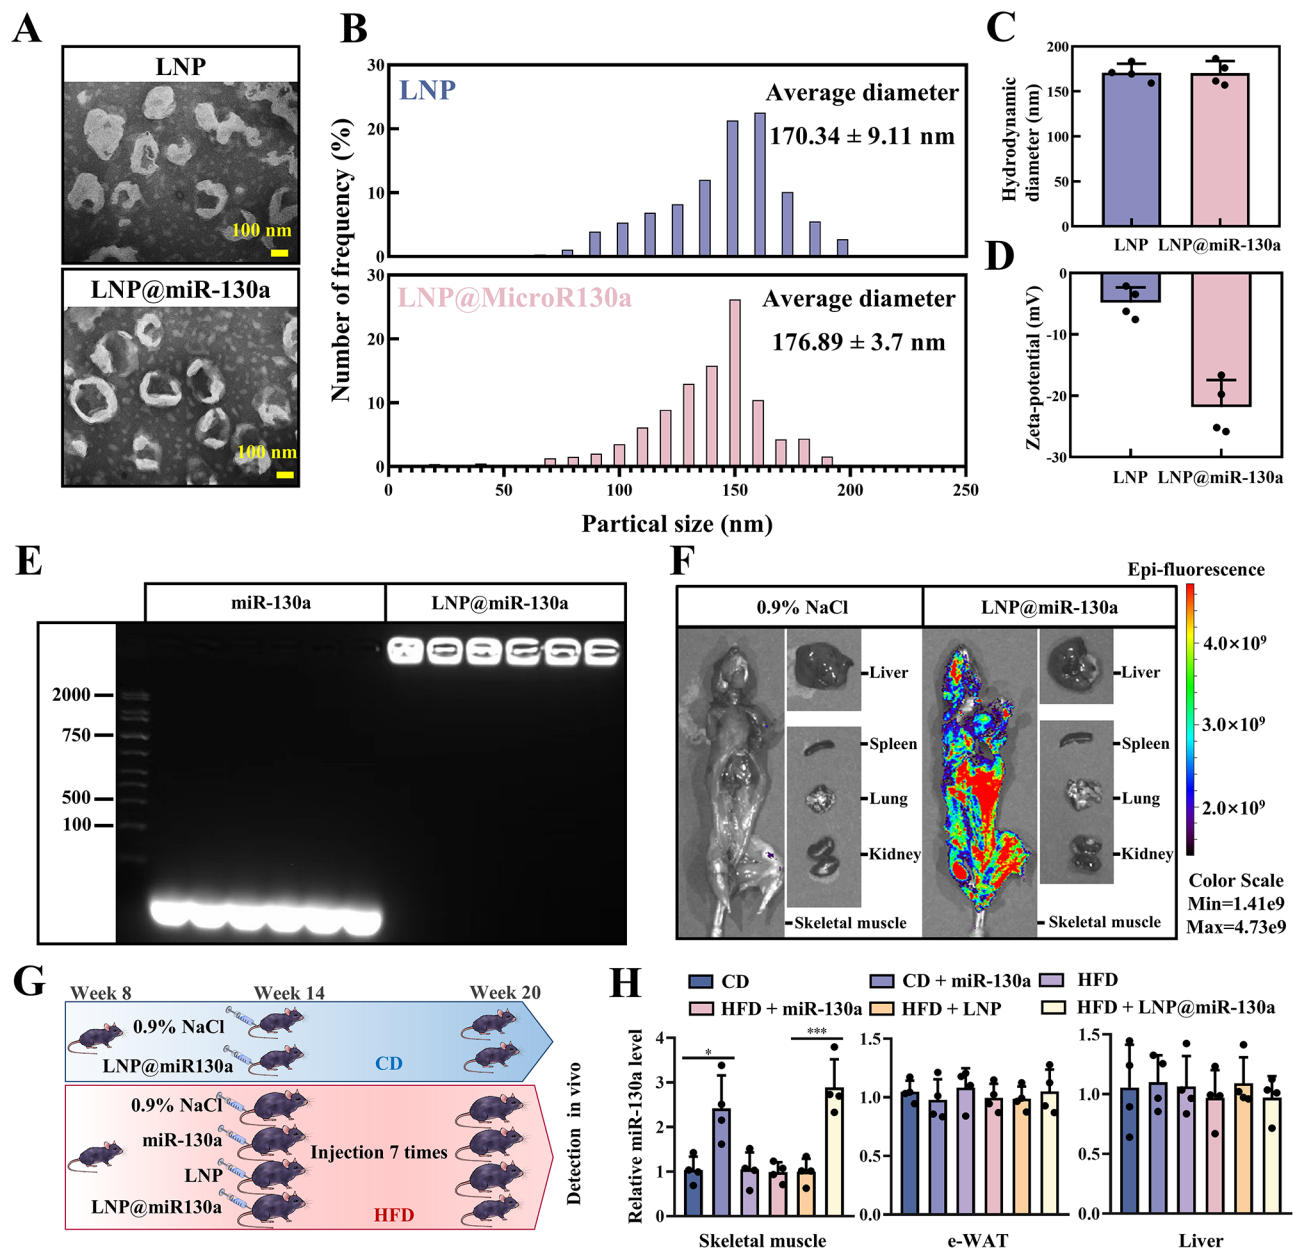 A
LNP
100 nm
LNP@miR-130a
100 nm
B
Number of frequency (%)
30
20
10
0
LNP
Average diameter
170.34 ± 9.11 nm
30
20
10
0
LNP@MicroR130a
Average diameter
176.89 ± 3.7 nm
0 50 100 150 200 250
Partical size (nm)
C
Hydrodynamic
diameter (nm)
200
150
100
50
0
LNP LNP@miR-130a
D
Zeta-potential (mV)
0
-10
-20
-30
LNP LNP@miR-130a
E
miR-130a LNP@miR-130a
2000
750
500
100
F
0.9% NaCl LNP@miR-130a
Liver
Spleen
Lung
Kidney
Skeletal muscle
Liver
Spleen
Lung
Kidney
Skeletal muscle
Epi-fluorescence
4.0×10⁹
3.0×10⁹
2.0×10⁹
Color Scale
Min=1.41e9
Max=4.73e9
G
Week 8 Week 14 Week 20
0.9% NaCl
LNP@miR130a
CD
0.9% NaCl
miR-130a
LNP
LNP@miR130a
Injection 7 times
HFD
Detection in vivo
H
CD CD + miR-130a HFD
HFD + miR-130a HFD + LNP HFD + LNP@miR-130a
Relative miR-130a level
4
3
2
1
0
* ***
Skeletal muscle
1.5
1.0
0.5
0.0
e-WAT
1.5
1.0
0.5
0.0
Liver